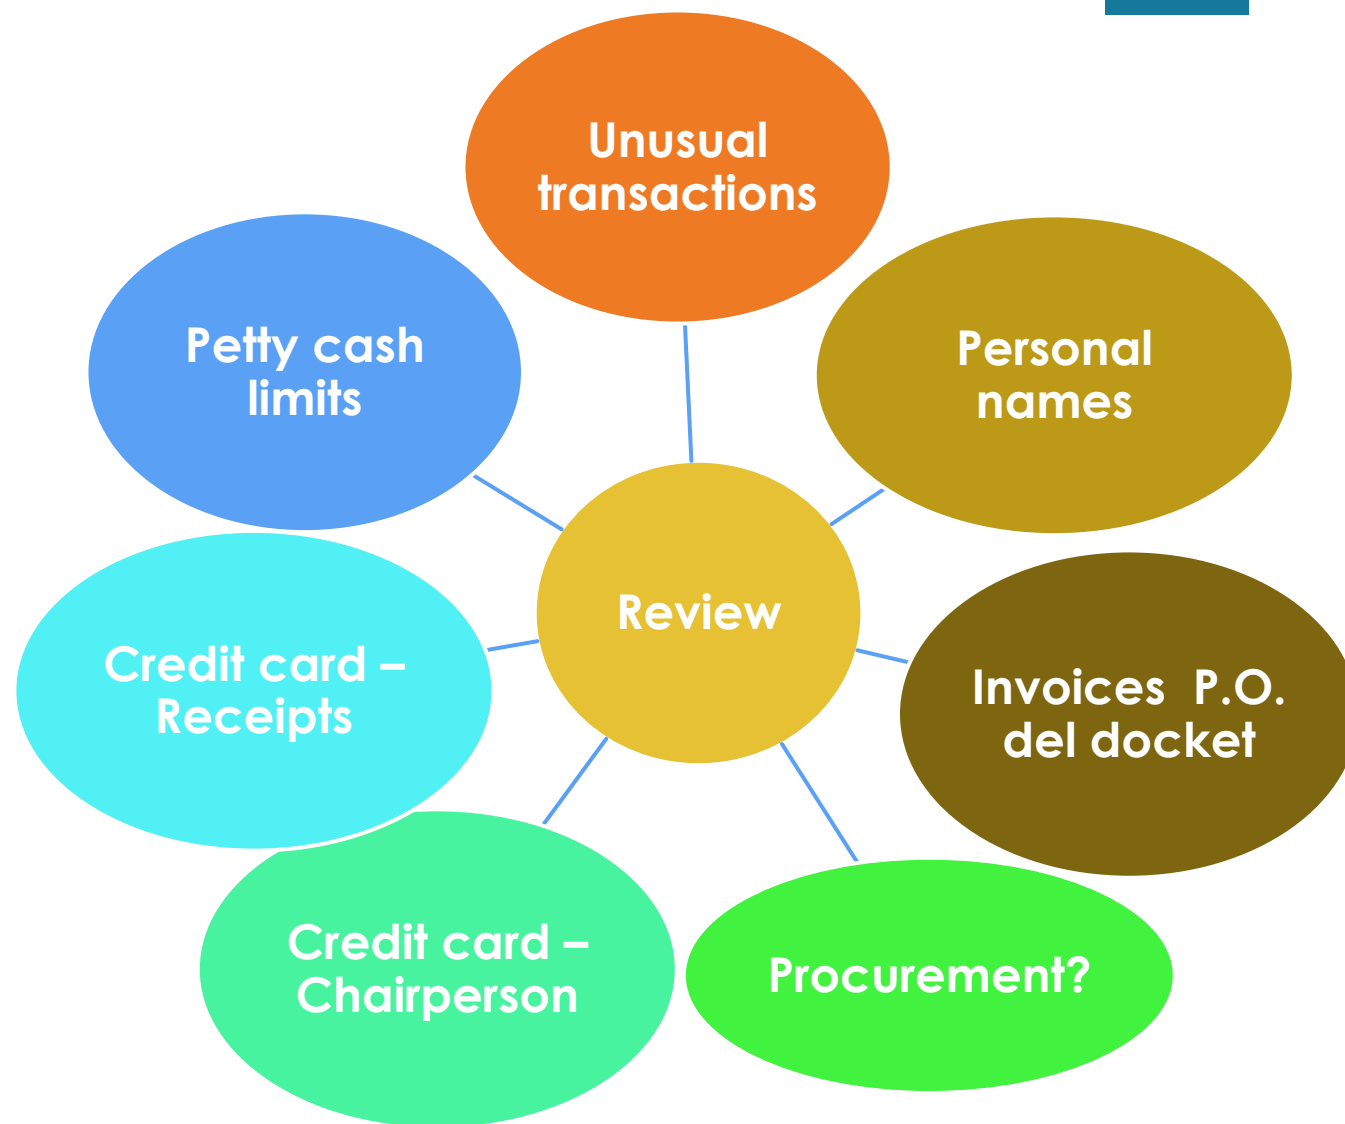 Unusual
transactions
Personal
names
Invoices  P.O.
del docket
Procurement?
Credit card –
Chairperson
Credit card –
Receipts
Petty cash
limits
Review